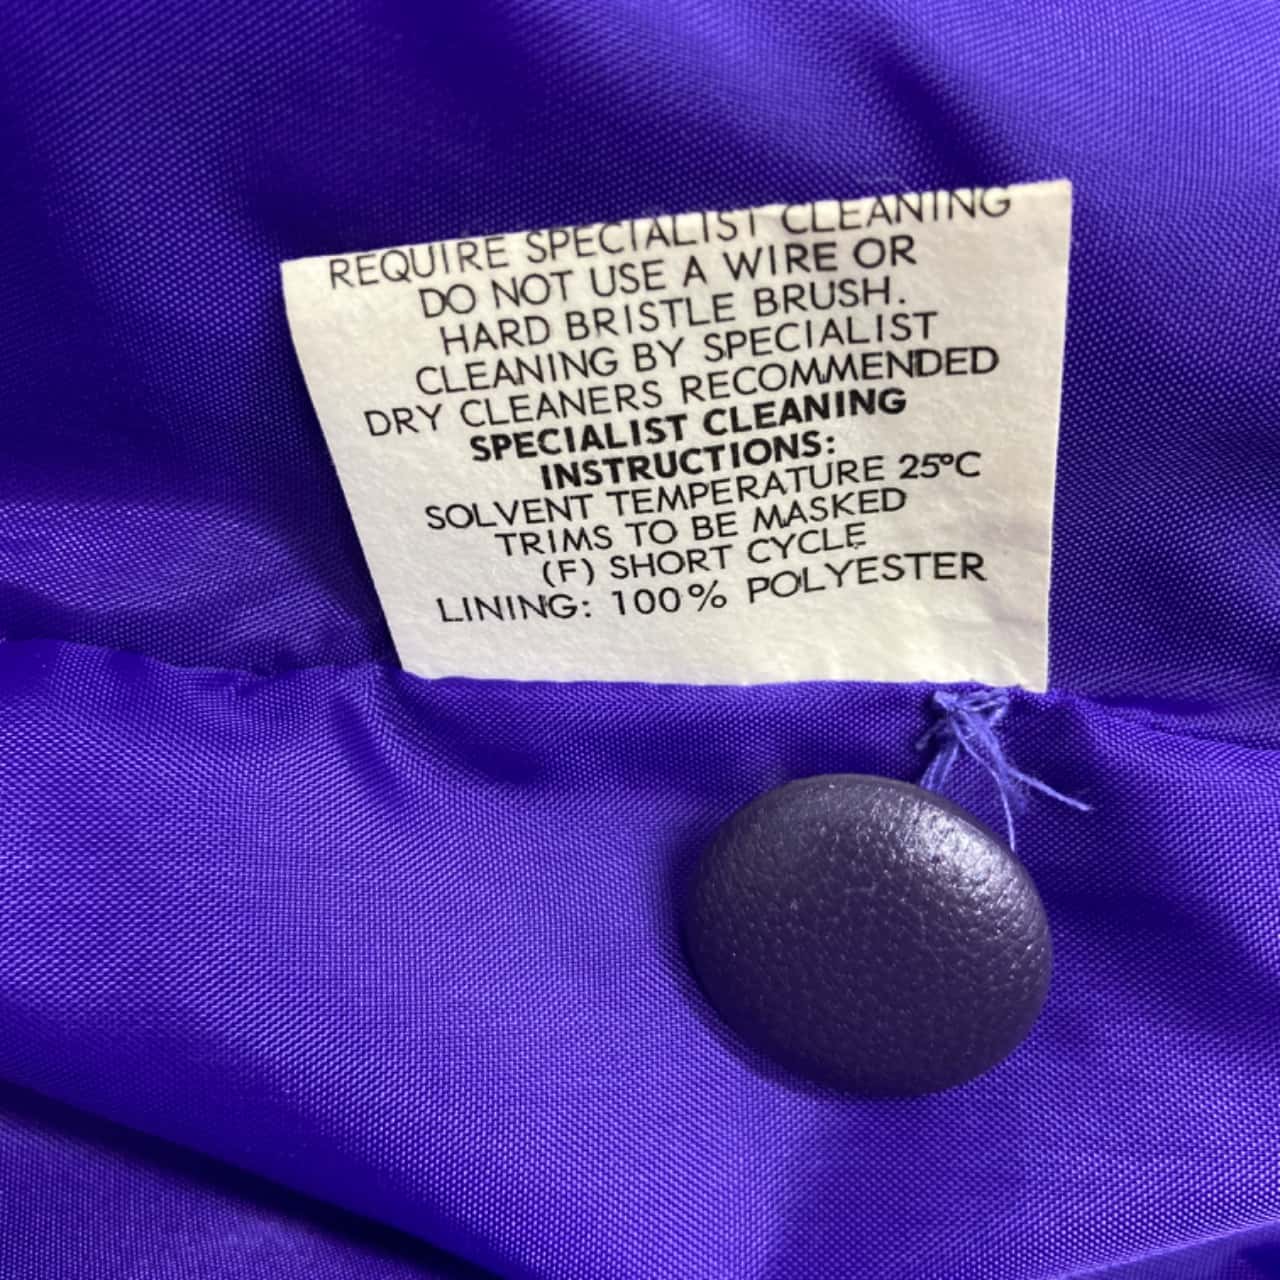 REQUIRE SPECIALIST CLEANING
DO NOT USE A WIRE OR
HARD BRISTLE BRUSH.
CLEANING BY SPECIALIST
DRY CLEANERS RECOMMENDED
SPECIALIST CLEANING
INSTRUCTIONS:
SOLVENT TEMPERATURE 25°C
TRIMS TO BE MASKED
(F) SHORT CYCLE
LINING: 100% POLYESTER